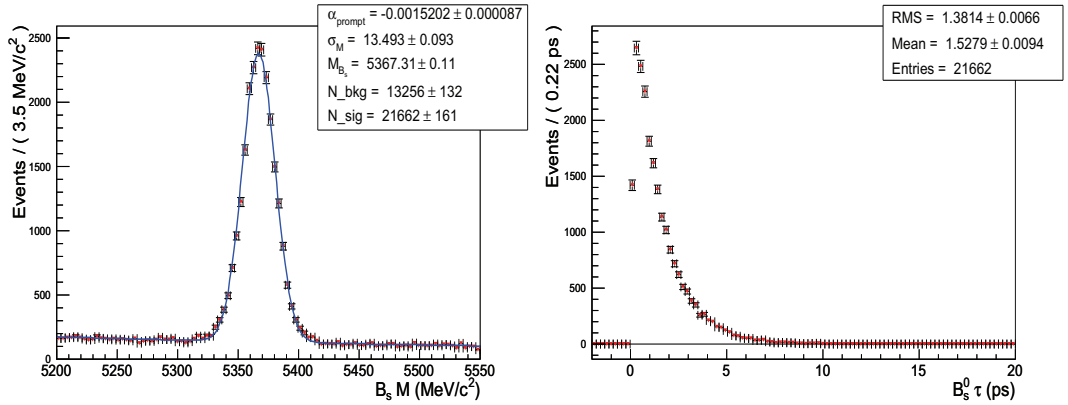 α_prompt = -0.0015202 ± 0.000087
σ_M = 13.493 ± 0.093
M_B_s = 5367.31 ± 0.11
N_bkg = 13256 ± 132
N_sig = 21662 ± 161
Events / ( 3.5 MeV/c²)
2500
2000
1500
1000
500
0
5200 5250 5300 5350 5400 5450 5500 5550
B_s M (MeV/c²)
RMS = 1.3814 ± 0.0066
Mean = 1.5279 ± 0.0094
Entries = 21662
Events / ( 0.22 ps)
2500
2000
1500
1000
500
0
0 5 10 15 20
B_s^0 τ (ps)